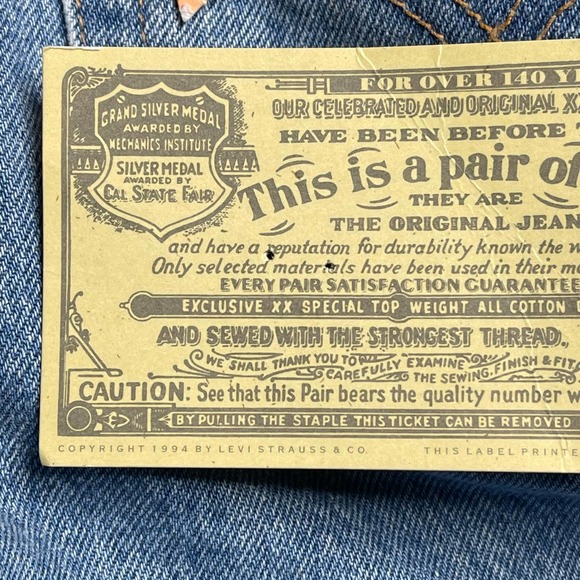 GRAND SILVER MEDAL
AWARDED BY
MECHANICS INSTITUTE
SILVER MEDAL
AWARDED BY
CAL STATE FAIR
FOR OVER 140 YE
OUR CELEBRATED AND ORIGINAL X
HAVE BEEN BEFORE
This is a pair of
THEY ARE
THE ORIGINAL JEAN
and have a reputation for durability known the w
Only selected materials have been used in their m
EVERY PAIR SATISFACTION GUARANTEE
EXCLUSIVE XX SPECIAL TOP WEIGHT ALL COTTON
AND SEWED WITH THE STRONGEST THREAD.
WE SHALL THANK YOU TO
CAREFULLY EXAMINE
THE SEWING, FINISH & FIT
CAUTION: See that this Pair bears the quality number w
BY PULLING THE STAPLE THIS TICKET CAN BE REMOVED
COPYRIGHT 1994 BY LEVI STRAUSS & CO. THIS LABEL PRINTE